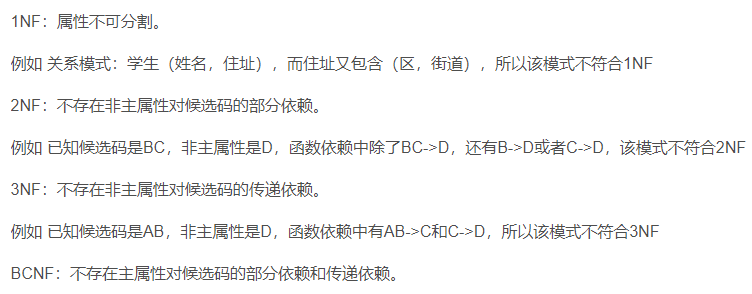 1NF：属性不可分割。
例如 关系模式：学生（姓名，住址），而住址又包含（区，街道），所以该模式不符合1NF
2NF：不存在非主属性对候选码的部分依赖。
例如 已知候选码是BC，非主属性是D，函数依赖中除了BC->D，还有B->D或者C->D，该模式不符合2NF
3NF：不存在非主属性对候选码的传递依赖。
例如 已知候选码是AB，非主属性是D，函数依赖中有AB->C和C->D，所以该模式不符合3NF
BCNF：不存在主属性对候选码的部分依赖和传递依赖。